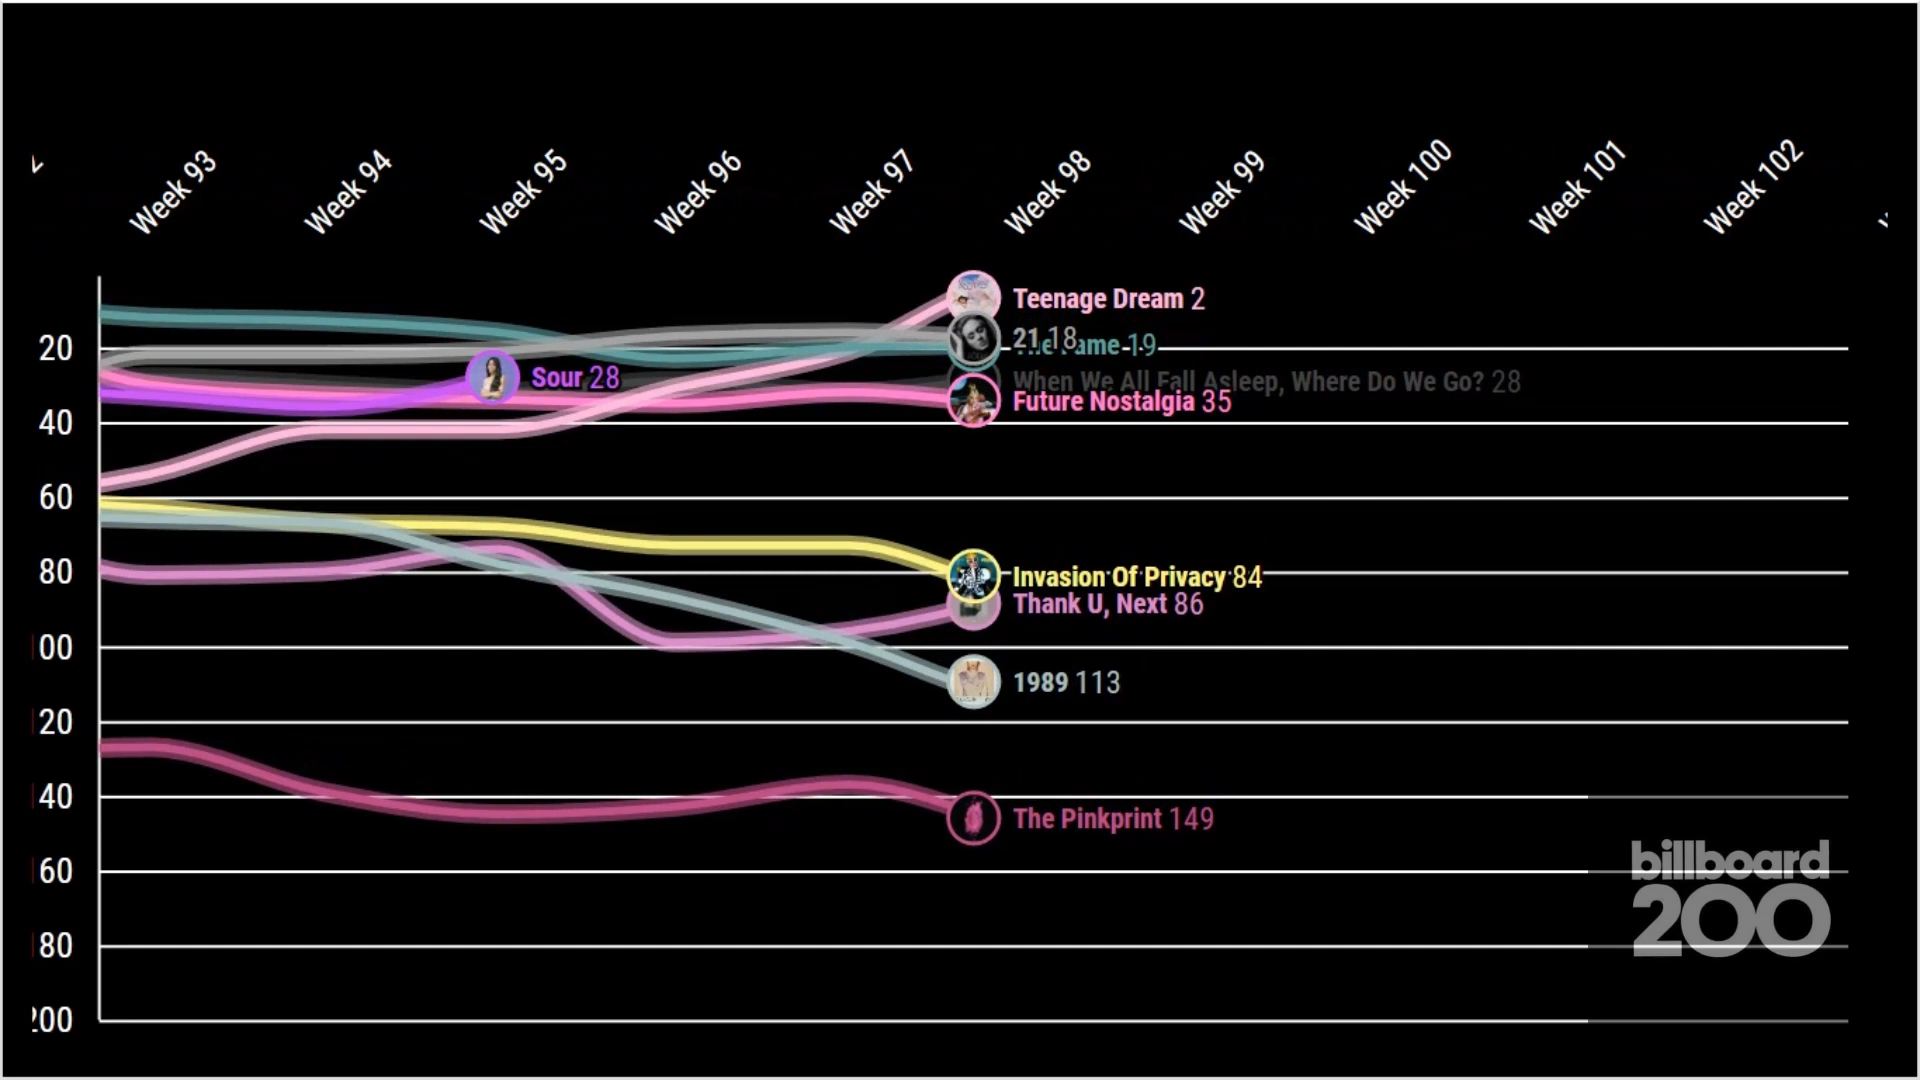 Week 93
Week 94
Week 95
Week 96
Week 97
Week 98
Week 99
Week 100
Week 101
Week 102
20
40
60
80
00
20
40
60
80
200
Teenage Dream 2
21 18
19
Sour 28
When We All Fall Asleep, Where Do We Go? 28
Future Nostalgia 35
Invasion Of Privacy 84
Thank U, Next 86
1989 113
The Pinkprint 149
billboard
200